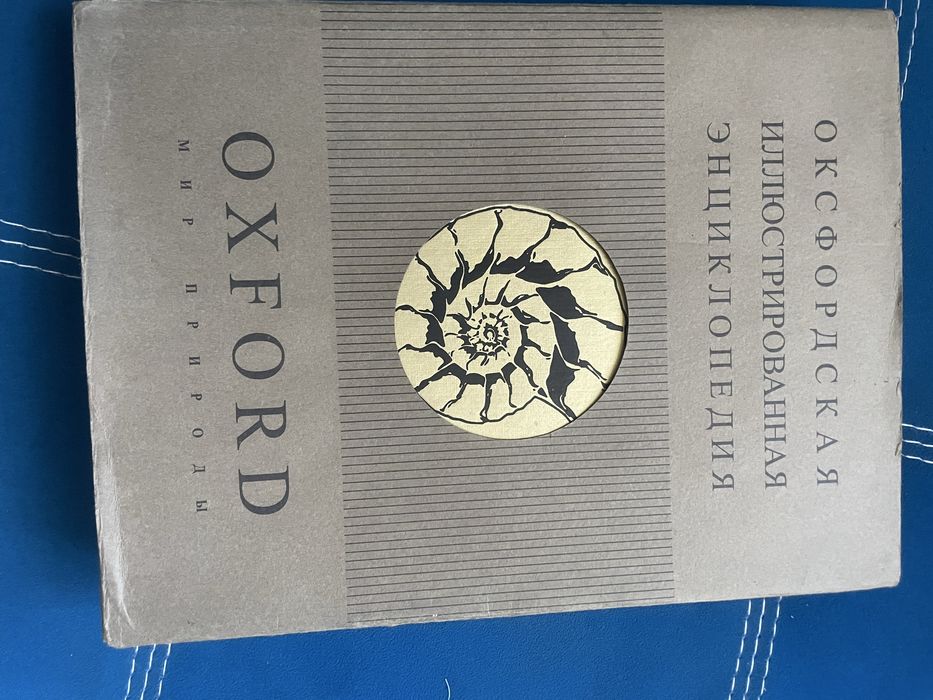 ОКСФОРДСКАЯ
ИЛЛЮСТРИРОВАННАЯ
ЭНЦИКЛОПЕДИЯ
OXFORD
МИР ПРИРОДЫ